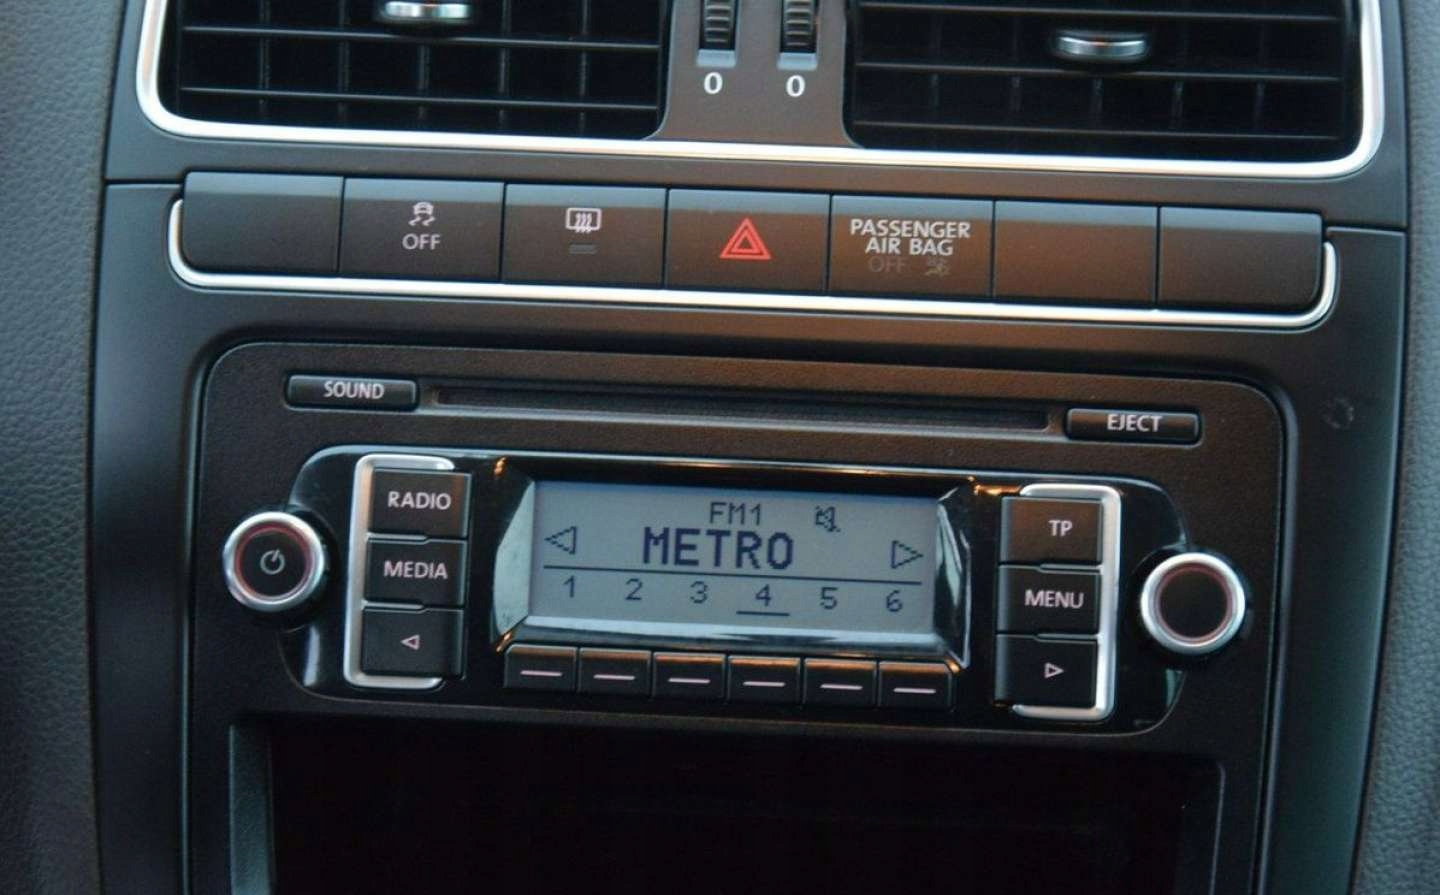 0 0
OFF
PASSENGER
AIR BAG
OFF
SOUND
EJECT
RADIO
FM1
TP
METRO
MEDIA
MENU
1 2 3 4 5 6